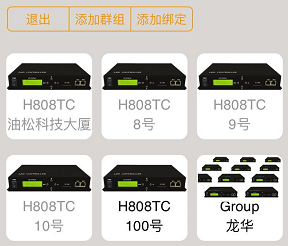 退出 添加群组 添加绑定
H808TC H808TC H808TC
油松科技大厦 8号 9号
H808TC H808TC Group
10号 100号 龙华